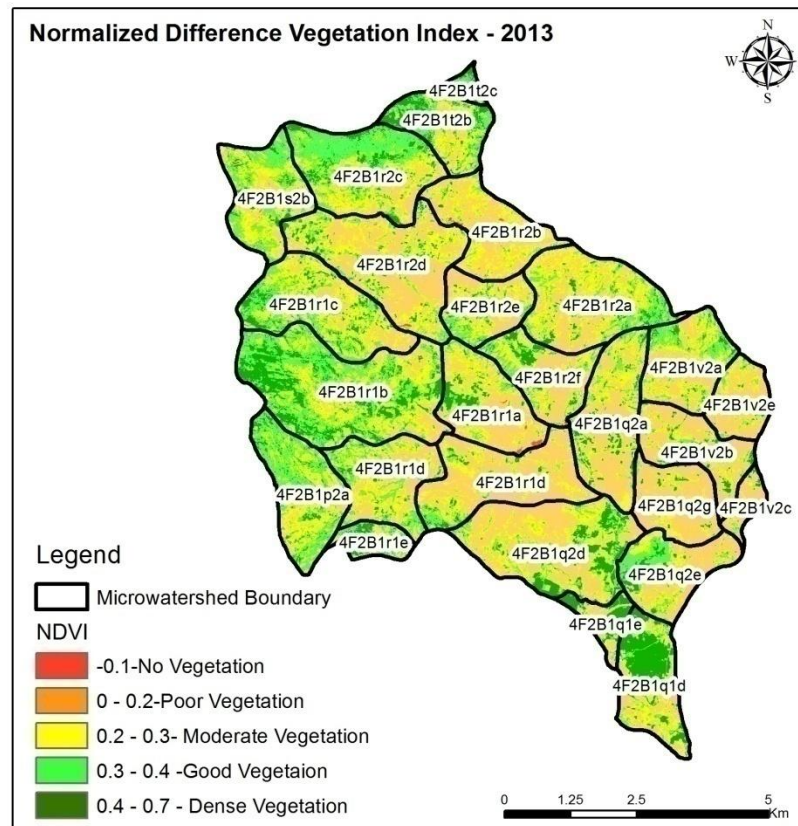 Normalized Difference Vegetation Index - 2013
N
W
E
S
4F2B1t2c
4F2B1t2b
4F2B1r2c
4F2B1s2b
4F2B1r2b
4F2B1r2d
4F2B1r1c
4F2B1r2e
4F2B1r2a
4F2B1r2f
4F2B1v2a
4F2B1r1b
4F2B1r1a
4F2B1v2e
4F2B1q2a
4F2B1v2b
4F2B1r1d
4F2B1r1d
4F2B1p2a
4F2B1q2g
4F2B1v2c
4F2B1r1e
4F2B1q2d
4F2B1q2e
4F2B1q1e
4F2B1q1d
Legend
Microwatershed Boundary
NDVI
-0.1-No Vegetation
0 - 0.2-Poor Vegetation
0.2 - 0.3- Moderate Vegetation
0.3 - 0.4 -Good Vegetaion
0.4 - 0.7 - Dense Vegetation
0 1.25 2.5 5
Km